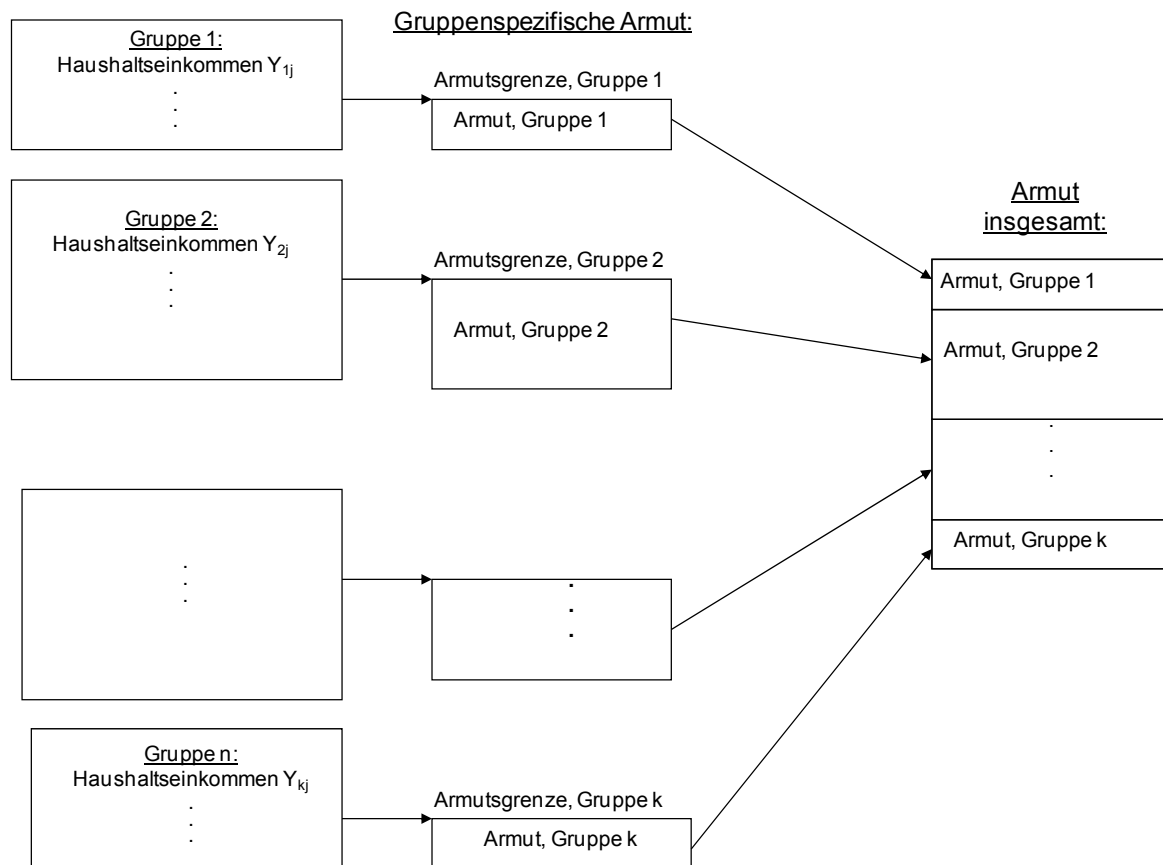 Gruppenspezifische Armut:
Gruppe 1:
Haushaltseinkommen Y1j
.
.
.
Armutsgrenze, Gruppe 1
Armut, Gruppe 1
Gruppe 2:
Haushaltseinkommen Y2j
.
.
.
Armutsgrenze, Gruppe 2
Armut, Gruppe 2
.
.
.
.
.
.
Gruppe n:
Haushaltseinkommen Ykj
.
.
.
Armutsgrenze, Gruppe k
Armut, Gruppe k
Armut
insgesamt:
Armut, Gruppe 1
Armut, Gruppe 2
.
.
.
Armut, Gruppe k